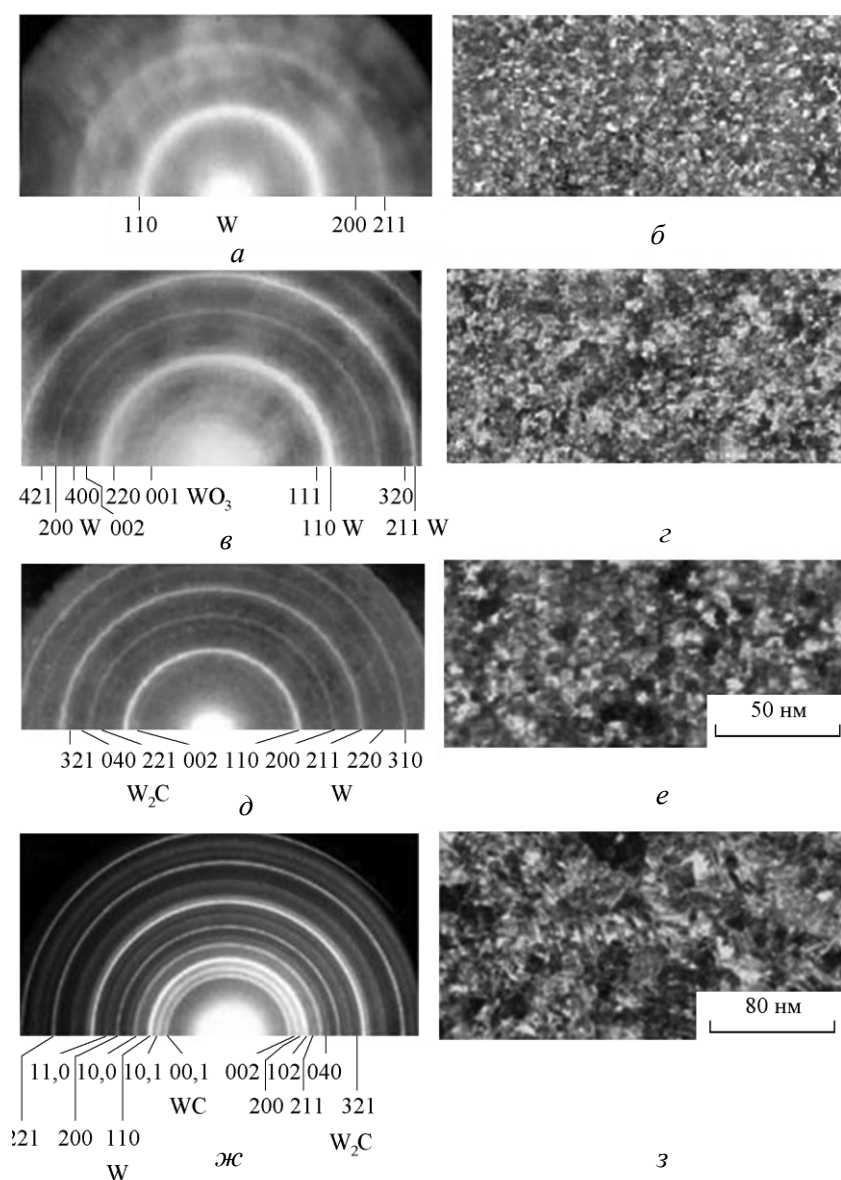 110 W 200 211
а
б
421 400 220 001 WO₃ 111 320
200 W 002 110 W 211 W
в
г
50 нм
321 040 221 002 110 200 211 220 310
W₂C W
д
е
80 нм
11,0 10,0 10,1 00,1 002 102 040
WC
221 200 110 200 211 321
W W₂C
ж
з